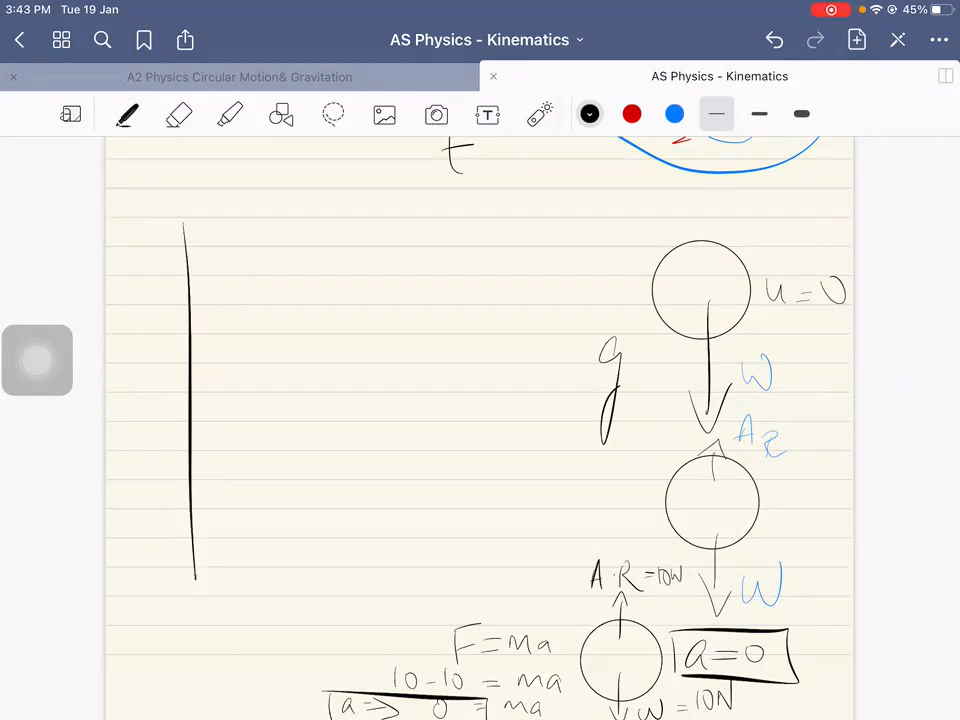 3:43 PM Tue 19 Jan
45%
AS Physics - Kinematics
A2 Physics Circular Motion& Gravitation
AS Physics - Kinematics
T
t
u = 0
g
W
AR
W
A.R = 10N
F = ma
a = 0
10 - 10 = ma
a => 0 = ma
W = 10N